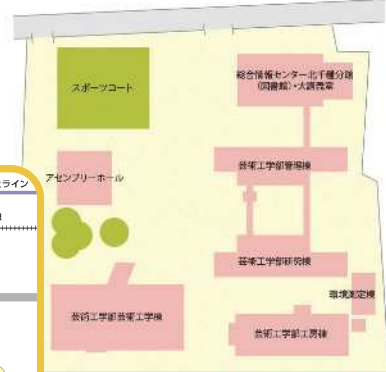 スポーツコート
総合情報センター北千種分館
(図書館)・大講義室
アセンブリーホール
芸術工学部管理棟
ライン
芸術工学部研究棟
環境測定棟
芸術工学部芸術工学棟
芸術工学部工房棟